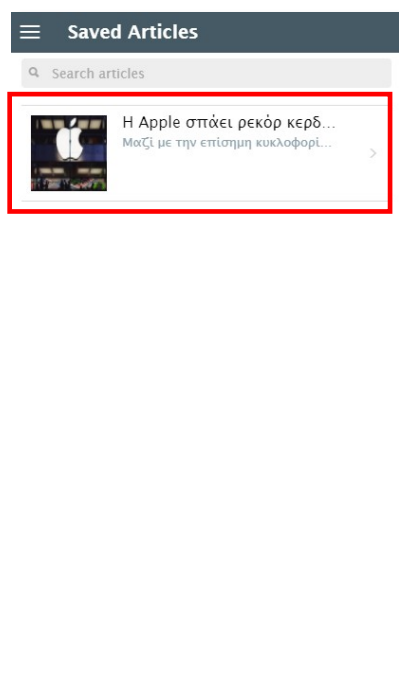 Saved Articles
Search articles
Η Apple σπάει ρεκόρ κερδ...
Μαζί με την επίσημη κυκλοφορί...